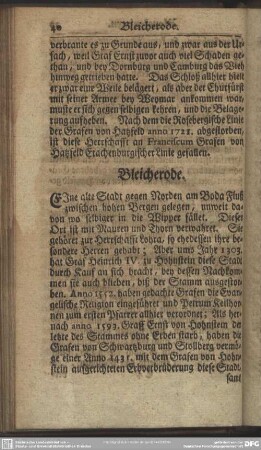 40 Bleicherode.
verbrante es zu Grunde aus, und zwar aus der Ur-
sach, weil Graf Ernst zuvor auch viel Schaden ge-
than, und bey Dornburg und Camburg das Vieh
hinweg getrieben hatte. Das Schloß allhier hielt
er zwar eine Weile belägert, als aber der Churfürst
mit seiner Armee bey Weymar ankommen war,
muste er sich gegen selbigen kehren, und die Belage-
rung aufheben. Nach dem die Rosebergische Linie
der Grafen von Hatzfeld anno 1722. abgestorben,
ist diese Herrschafft an Franciscum Grafen von
Hatzfeld Trachenburgischer Linie gefallen.
Bleicherode.
Eine alte Stadt gegen Norden am Boda Fluß
zwischen hohen Bergen gelegen, unweit da-
von wo selbiger in die Wipper fället. Dieser
Ort ist mit Mauren und Thorn verwahret. Sie
gehöret zur Herrschafft Lohra, so ehedessen ihre be-
sondere Herren gehabt; Aber ums Jahr 1303.
hat Graf Heinrich IV. zu Hohnstein diese Stadt
durch Kauf an sich bracht, bey dessen Nachkom-
men sie auch blieben, biß der Stamm ausgestor-
ben. Anno 1557. haben gedachte Grafen die Evan-
gelische Religion eingeführet und Petrum Keilhol
zum ersten Pfarrer allhier verordnet; Als her-
nach anno 1593. Graff Ernst von Hohnstein der
letzte des Stammes ohne Erben starb, haben die
Grafen von Schwartzburg und Stollberg vermö-
ge einer Anno 1431. mit dem Grafen von Hohn-
stein aufgerichteten Erbverbrüderung diese Stadt
samt